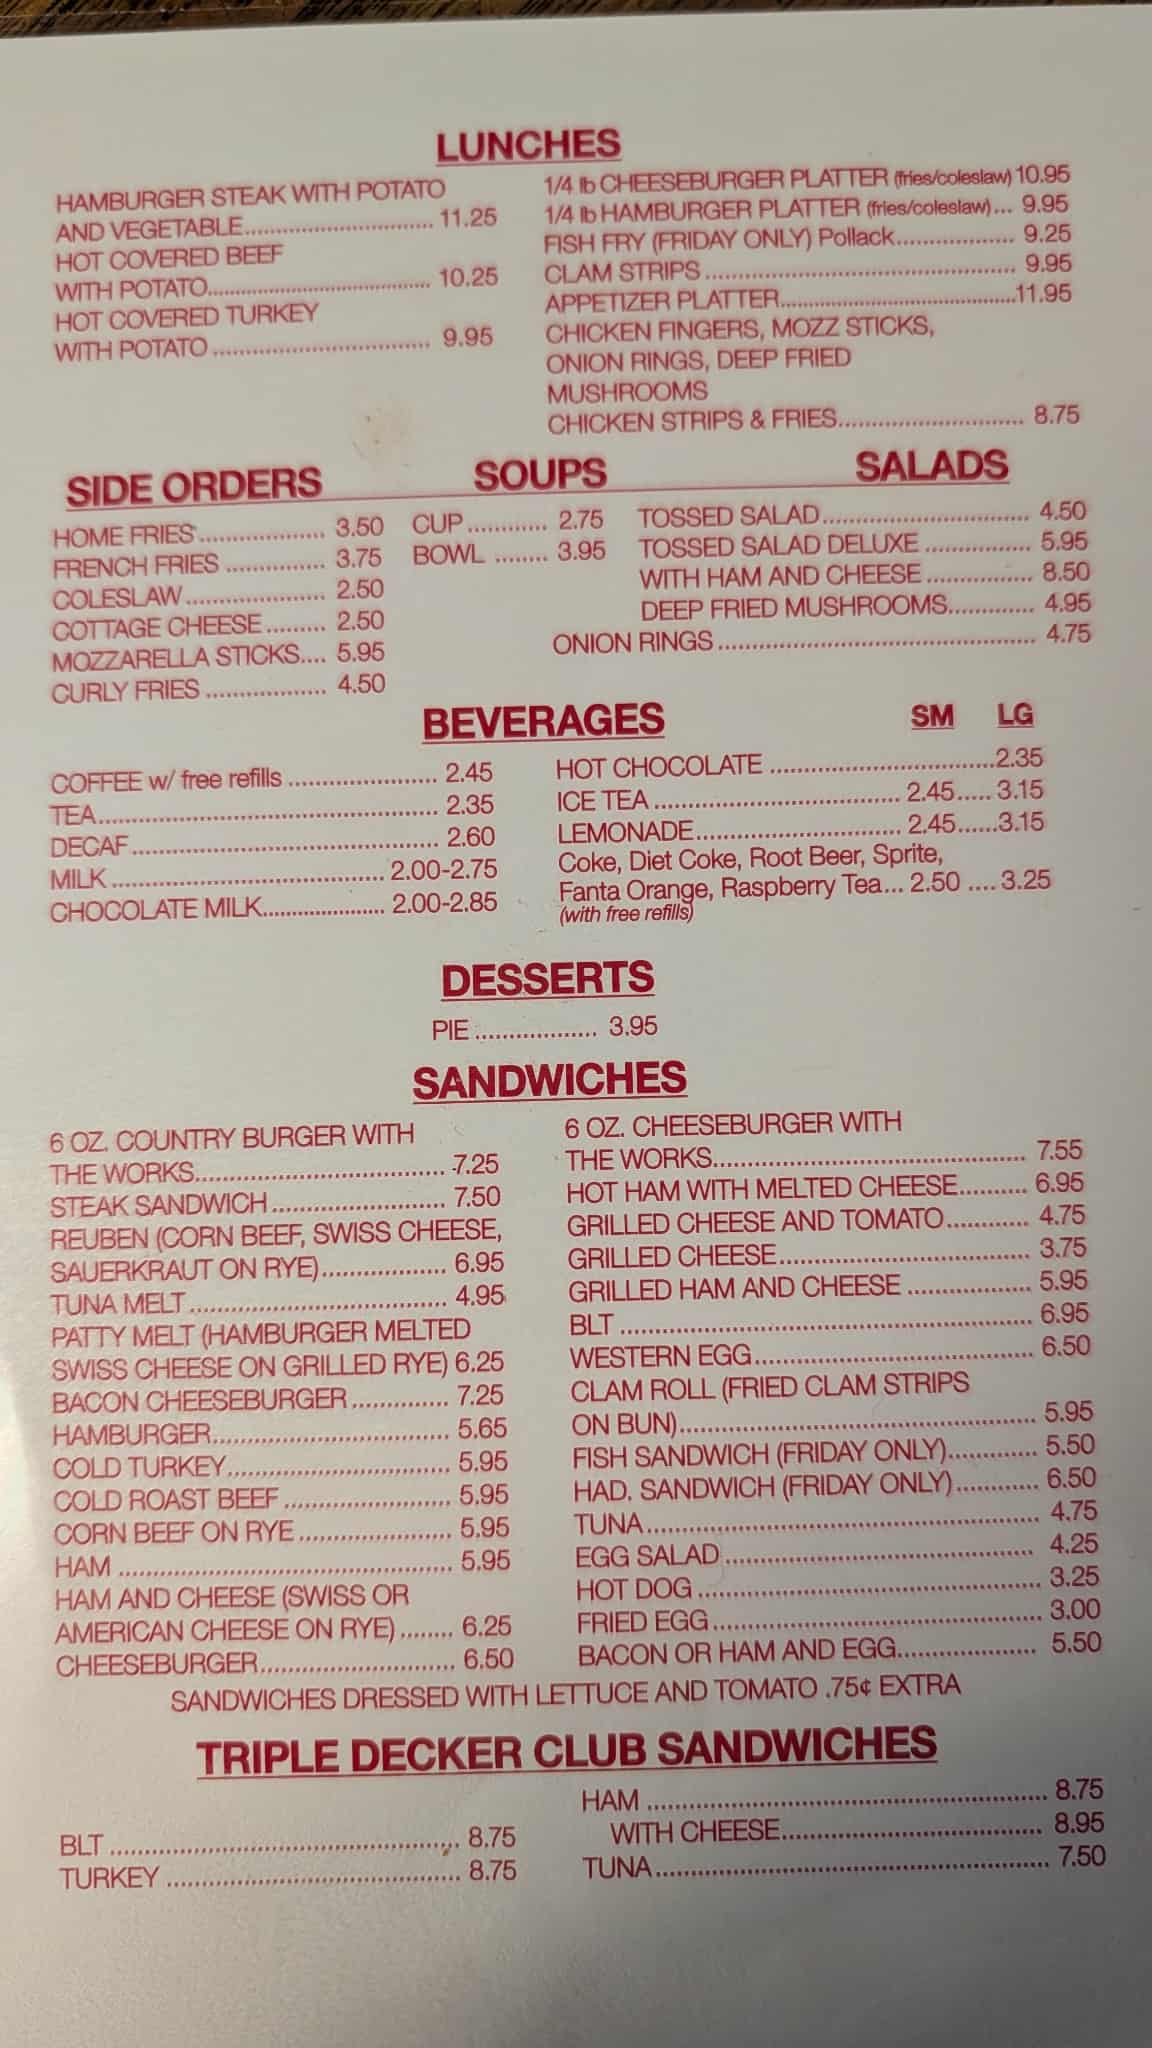 LUNCHES
HAMBURGER STEAK WITH POTATO
AND VEGETABLE............................ 11.25
HOT COVERED BEEF
WITH POTATO................................. 10.25
HOT COVERED TURKEY
WITH POTATO ................................ 9.95
1/4 lb CHEESEBURGER PLATTER (fries/coleslaw) 10.95
1/4 lb HAMBURGER PLATTER (fries/coleslaw)... 9.95
FISH FRY (FRIDAY ONLY) Pollack.................. 9.25
CLAM STRIPS .............................................. 9.95
APPETIZER PLATTER....................................11.95
CHICKEN FINGERS, MOZZ STICKS,
ONION RINGS, DEEP FRIED
MUSHROOMS
CHICKEN STRIPS & FRIES............................ 8.75
SIDE ORDERS
HOME FRIES................... 3.50
FRENCH FRIES ............... 3.75
COLESLAW..................... 2.50
COTTAGE CHEESE......... 2.50
MOZZARELLA STICKS.... 5.95
CURLY FRIES .................. 4.50
SOUPS
CUP............ 2.75
BOWL ........ 3.95
SALADS
TOSSED SALAD............................... 4.50
TOSSED SALAD DELUXE ................ 5.95
WITH HAM AND CHEESE ................ 8.50
DEEP FRIED MUSHROOMS............. 4.95
ONION RINGS ............................................... 4.75
BEVERAGES
SM LG
COFFEE w/ free refills ...................... 2.45
TEA.................................................. 2.35
DECAF ............................................. 2.60
MILK ........................................ 2.00-2.75
CHOCOLATE MILK..................... 2.00-2.85
HOT CHOCOLATE .................................2.35
ICE TEA .................................... 2.45..... 3.15
LEMONADE.............................. 2.45......3.15
Coke, Diet Coke, Root Beer, Sprite,
Fanta Orange, Raspberry Tea... 2.50 .... 3.25
(with free refills)
DESSERTS
PIE .................. 3.95
SANDWICHES
6 OZ. COUNTRY BURGER WITH
THE WORKS..................................... 7.25
STEAK SANDWICH .......................... 7.50
REUBEN (CORN BEEF, SWISS CHEESE,
SAUERKRAUT ON RYE).................. 6.95
TUNA MELT ...................................... 4.95
PATTY MELT (HAMBURGER MELTED
SWISS CHEESE ON GRILLED RYE) 6.25
BACON CHEESEBURGER .............. 7.25
HAMBURGER................................... 5.65
COLD TURKEY................................. 5.95
COLD ROAST BEEF ......................... 5.95
CORN BEEF ON RYE ....................... 5.95
HAM ................................................. 5.95
HAM AND CHEESE (SWISS OR
AMERICAN CHEESE ON RYE) ........ 6.25
CHEESEBURGER............................. 6.50
6 OZ. CHEESEBURGER WITH
THE WORKS.............................................. 7.55
HOT HAM WITH MELTED CHEESE.......... 6.95
GRILLED CHEESE AND TOMATO............ 4.75
GRILLED CHEESE..................................... 3.75
GRILLED HAM AND CHEESE .................. 5.95
BLT ............................................................. 6.95
WESTERN EGG......................................... 6.50
CLAM ROLL (FRIED CLAM STRIPS
ON BUN).................................................... 5.95
FISH SANDWICH (FRIDAY ONLY)............. 5.50
HAD. SANDWICH (FRIDAY ONLY)............ 6.50
TUNA.......................................................... 4.75
EGG SALAD .............................................. 4.25
HOT DOG ................................................... 3.25
FRIED EGG................................................ 3.00
BACON OR HAM AND EGG.................... 5.50
SANDWICHES DRESSED WITH LETTUCE AND TOMATO .75¢ EXTRA
TRIPLE DECKER CLUB SANDWICHES
BLT .................................................... 8.75
TURKEY ............................................ 8.75
HAM ........................................................... 8.75
WITH CHEESE...................................... 8.95
TUNA.......................................................... 7.50